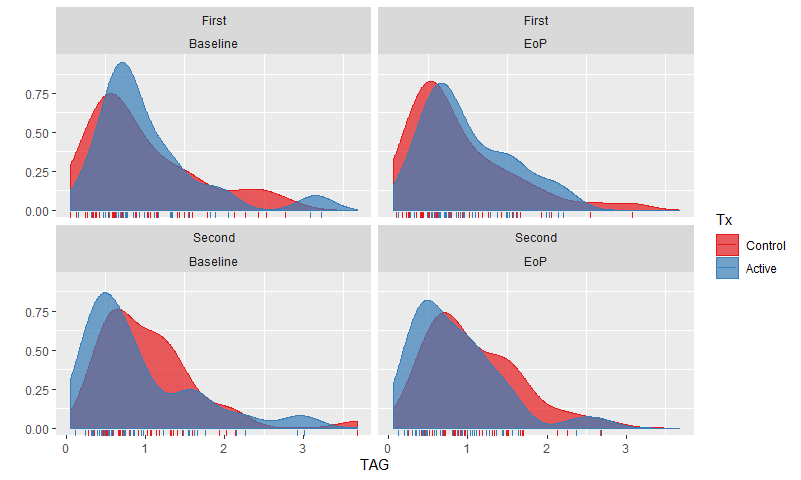 First
First
Baseline
EoP
0.75
0.50
0.25
0.00
Second
Second
Baseline
EoP
0.75
0.50
0.25
0.00
0
1
2
3
0
1
2
3
TAG
Tx
Control
Active